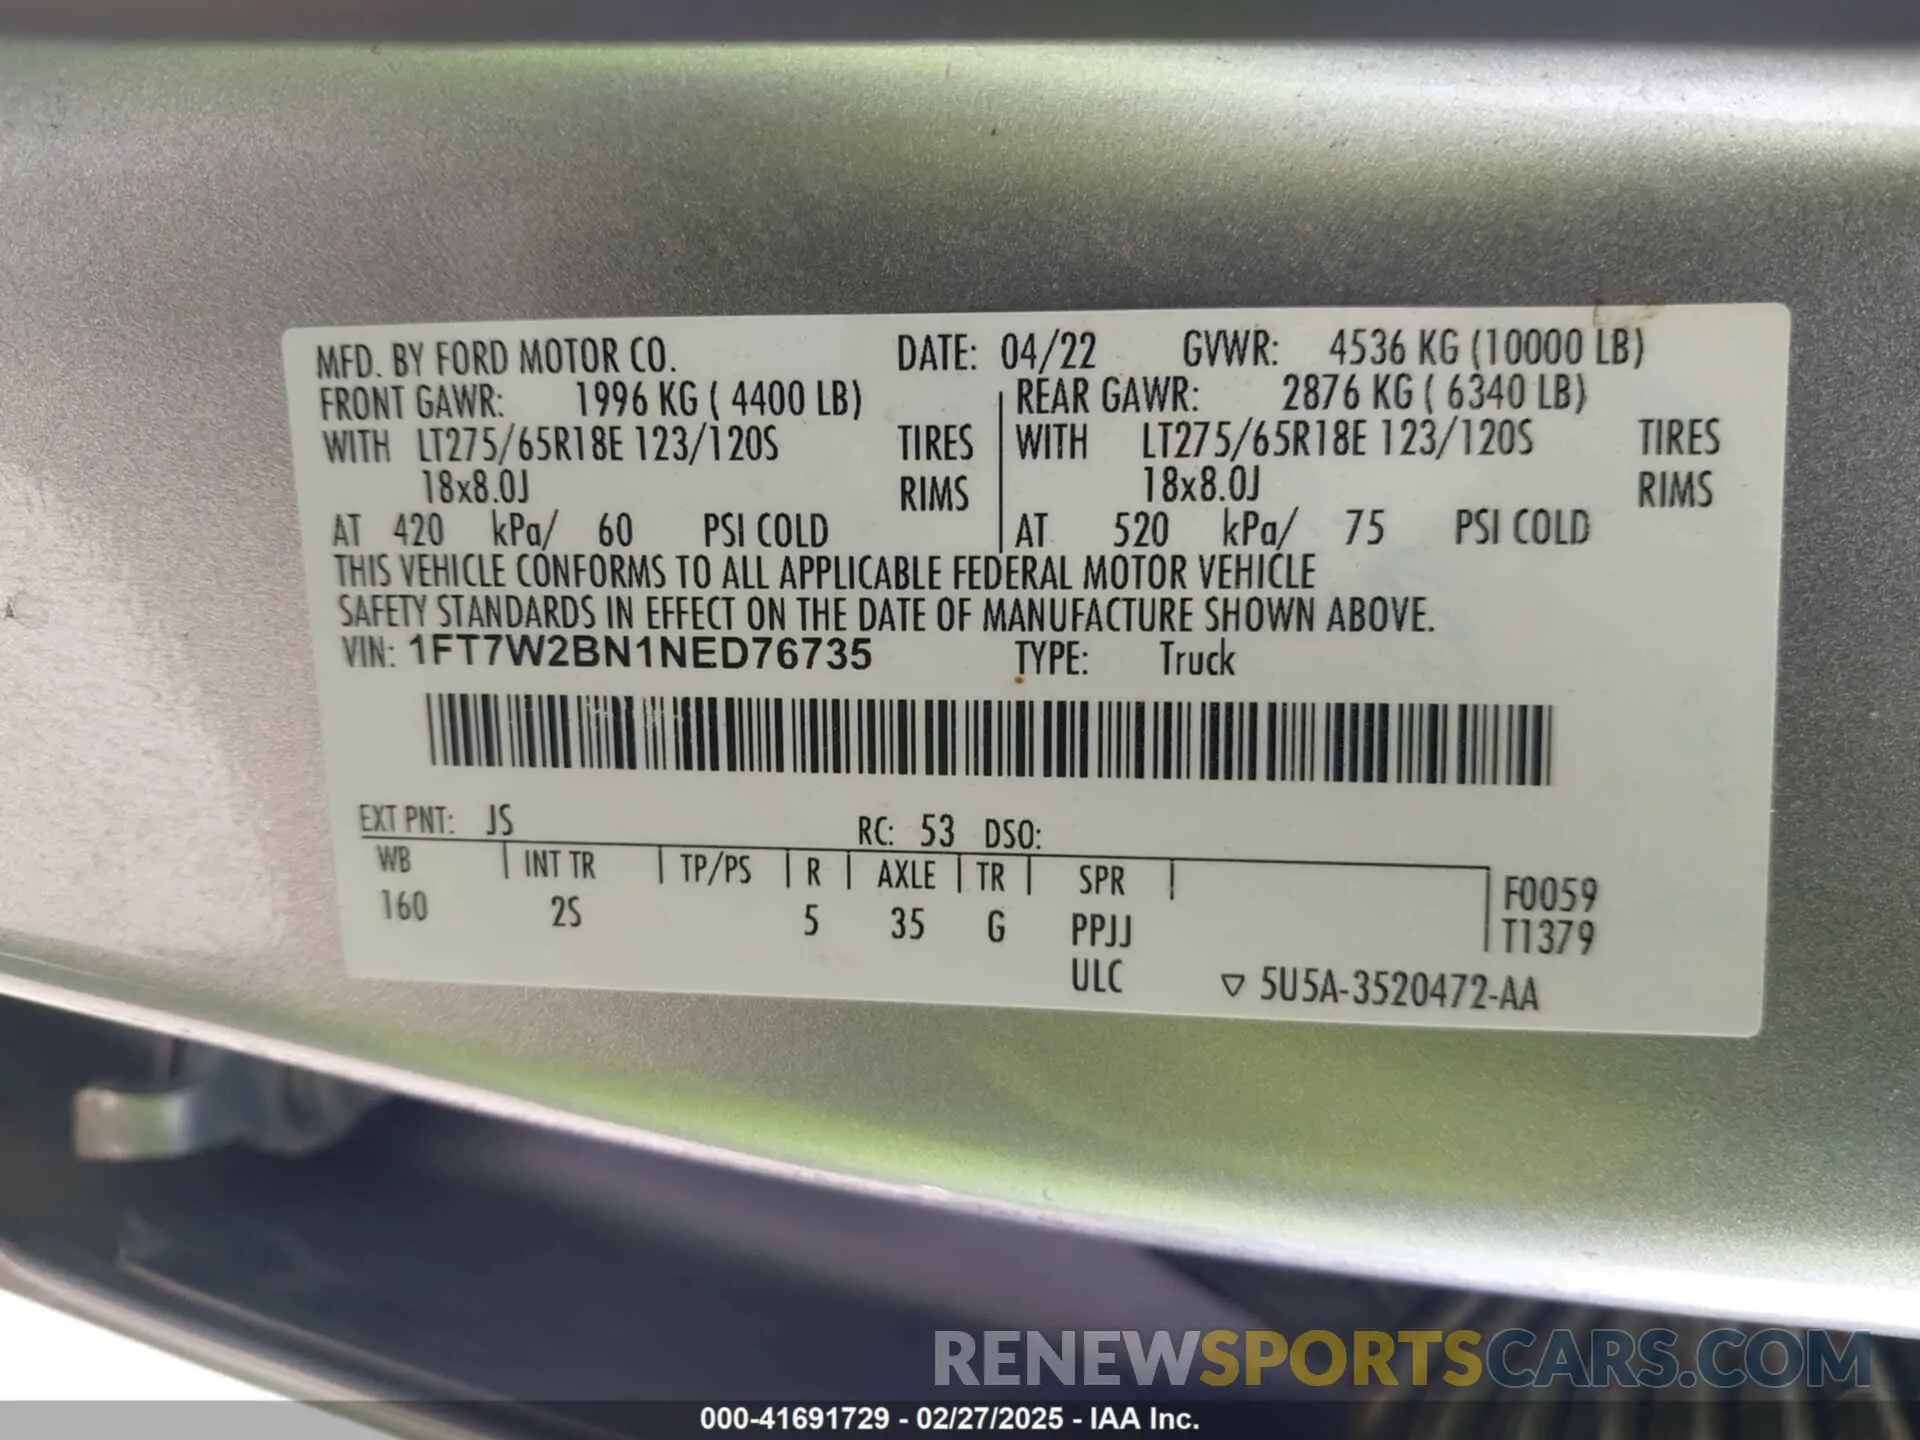 MFD. BY FORD MOTOR CO. DATE: 04/22 GVWR: 4536 KG (10000 LB)
FRONT GAWR: 1996 KG ( 4400 LB) REAR GAWR: 2876 KG ( 6340 LB)
WITH LT275/65R18E 123/120S TIRES WITH LT275/65R18E 123/120S TIRES
18x8.0J RIMS 18x8.0J RIMS
AT 420 kPa/ 60 PSI COLD AT 520 kPa/ 75 PSI COLD
THIS VEHICLE CONFORMS TO ALL APPLICABLE FEDERAL MOTOR VEHICLE
SAFETY STANDARDS IN EFFECT ON THE DATE OF MANUFACTURE SHOWN ABOVE.
VIN: 1FT7W2BN1NED76735 TYPE: Truck
EXT PNT: JS RC: 53 DSO:
WB INT TR TP/PS R AXLE TR SPR F0059
160 2S 5 35 G PPJJ T1379
ULC ▽ 5U5A-3520472-AA
RENEWSPORTSCARS.COM
000-41691729 - 02/27/2025 - IAA Inc.